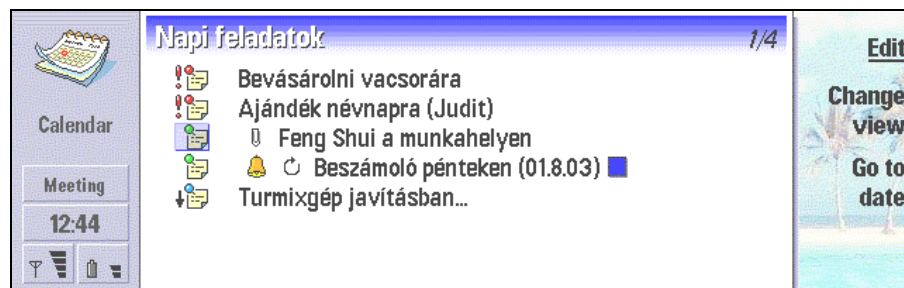 Napi feladatok 1/4
Bevásárolni vacsorára
Ajándék névnapra (Judit)
Feng Shui a munkahelyen
Beszámoló pénteken (01.8.03)
Turmixgép javításban...
Calendar
Meeting
12:44
Edit
Change
view
Go to
date